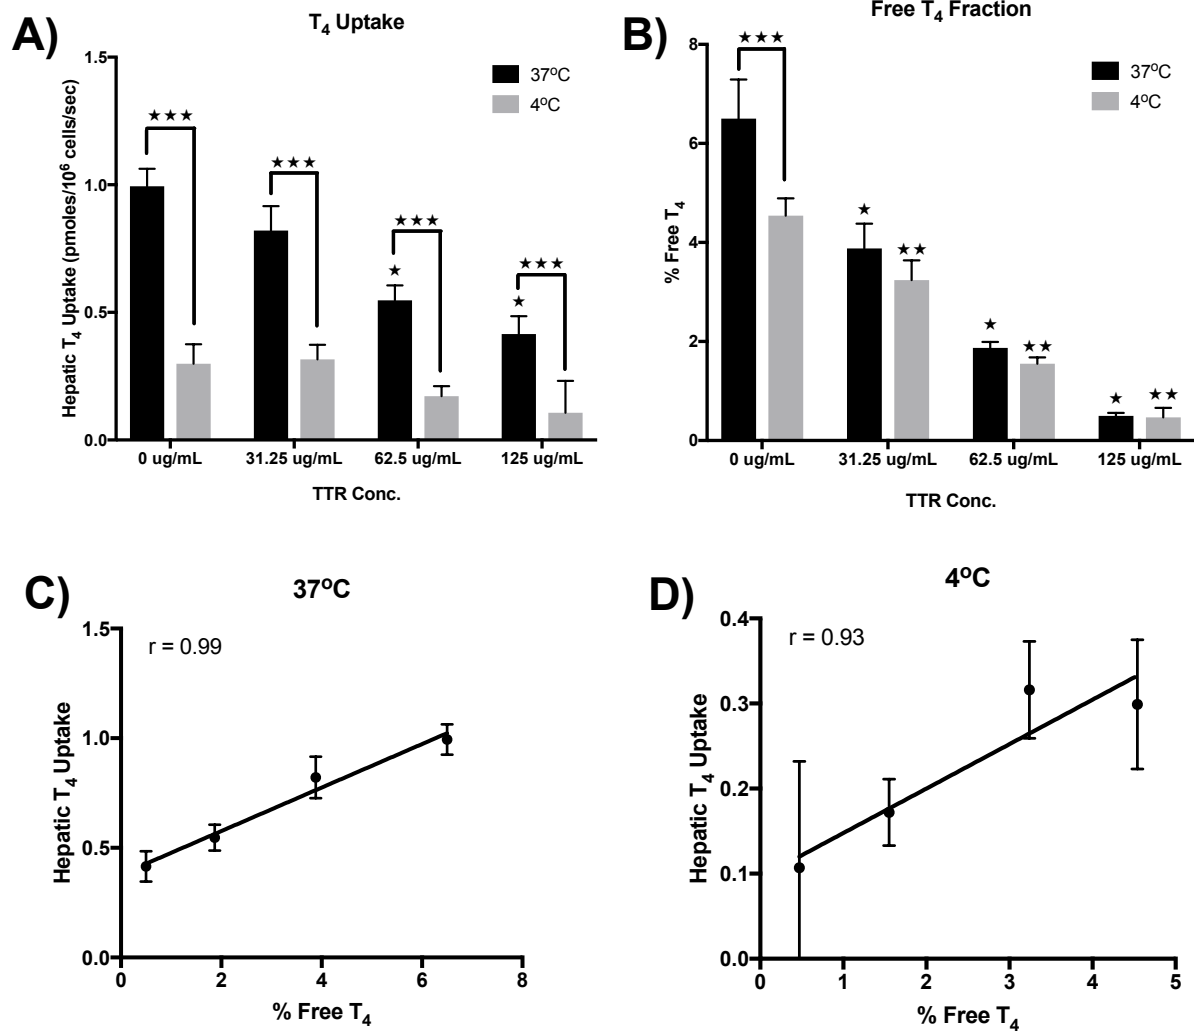 A)
T4 Uptake
37oC
4oC
Hepatic T4 Uptake (pmoles/10^6 cells/sec)
1.5
1.0
0.5
0.0
★★★
★★★
★★★
★★★
★
★
0 ug/mL 31.25 ug/mL 62.5 ug/mL 125 ug/mL
TTR Conc.
B)
Free T4 Fraction
37oC
4oC
% Free T4
8
6
4
2
0
★★★
★
★★
★
★★
★
★★
0 ug/mL 31.25 ug/mL 62.5 ug/mL 125 ug/mL
TTR Conc.
C)
37oC
r = 0.99
Hepatic T4 Uptake
1.5
1.0
0.5
0.0
0 2 4 6 8
% Free T4
D)
4oC
r = 0.93
Hepatic T4 Uptake
0.4
0.3
0.2
0.1
0.0
0 1 2 3 4 5
% Free T4